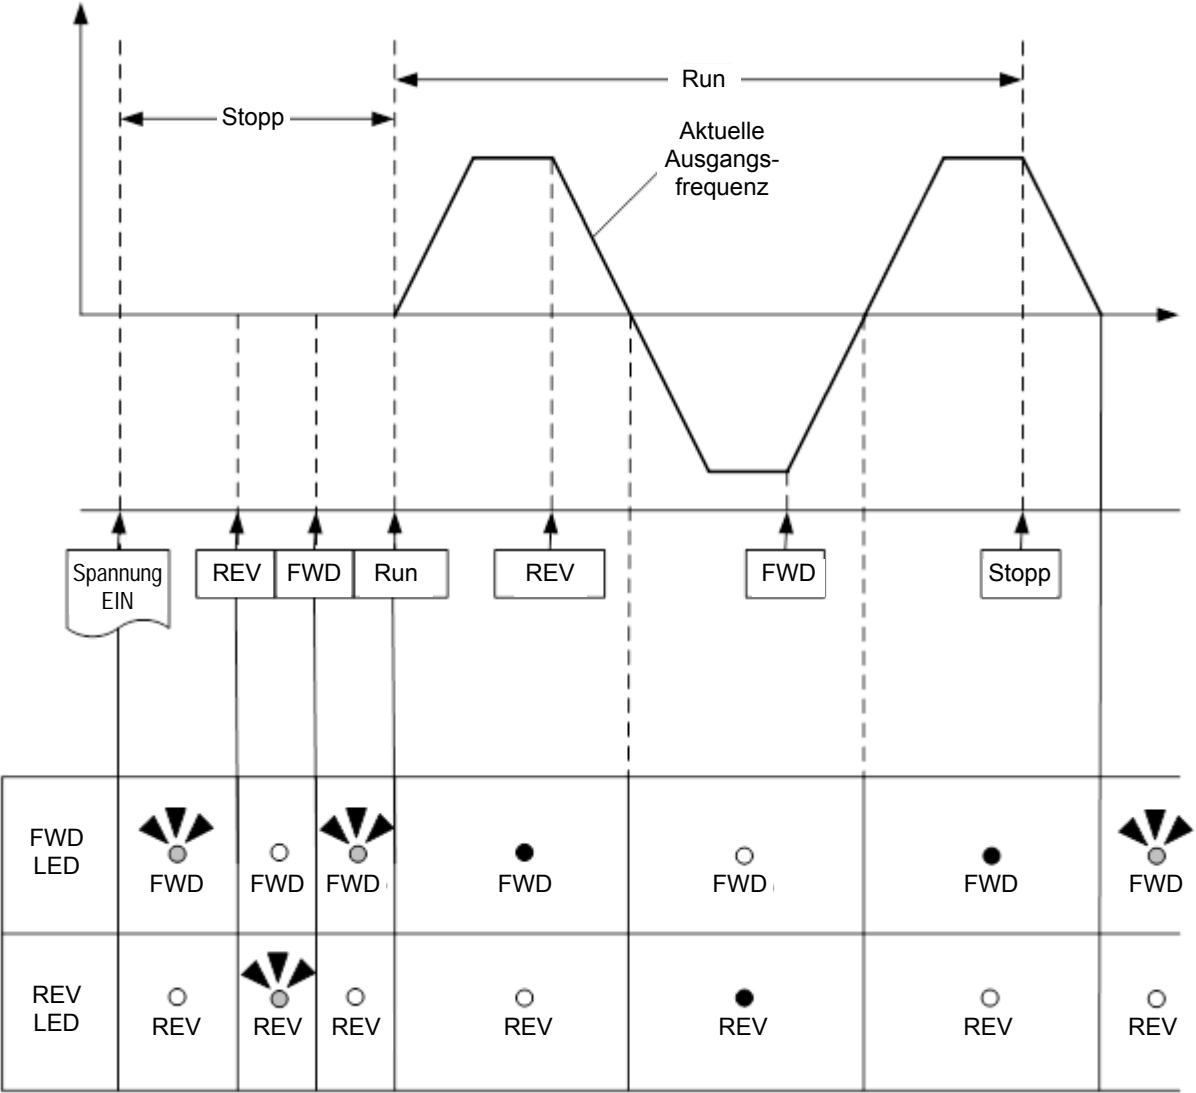 Run
Stopp
Aktuelle
Ausgangs-
frequenz
Spannung
EIN
REV
FWD
Run
REV
FWD
Stopp
FWD
LED
FWD
FWD
FWD
FWD
FWD
FWD
FWD
REV
LED
REV
REV
REV
REV
REV
REV
REV